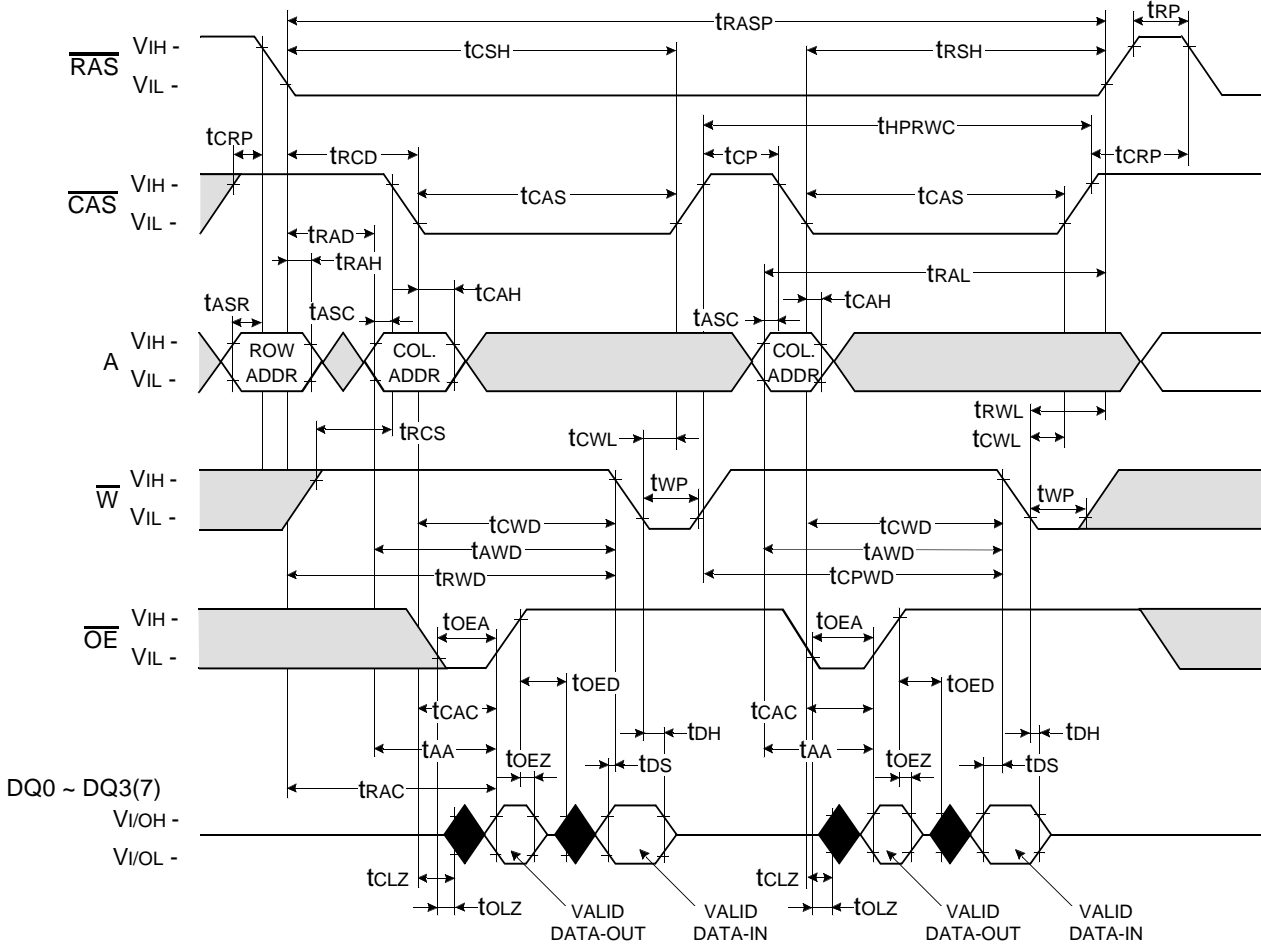 tRASP
tRP
tCSH
tRSH
RAS
VIH -
VIL -
tHPRWC
tCRP
tRCD
tCP
tCRP
CAS
VIH -
VIL -
tCAS
tCAS
tRAD
tRAH
tRAL
tASR
tASC
tCAH
tASC
tCAH
A
VIH -
VIL -
ROW
ADDR
COL.
ADDR
COL.
ADDR
tRWL
tRCS
tCWL
tCWL
W
VIH -
VIL -
tWP
tWP
tCWD
tCWD
tAWD
tAWD
tRWD
tCPWD
OE
VIH -
VIL -
tOEA
tOEA
tOED
tOED
tCAC
tCAC
tDH
tDH
tAA
tAA
tOEZ
tDS
tOEZ
tDS
tRAC
DQ0 ~ DQ3(7)
VI/OH -
VI/OL -
tCLZ
tCLZ
tOLZ
tOLZ
VALID
DATA-OUT
VALID
DATA-IN
VALID
DATA-OUT
VALID
DATA-IN